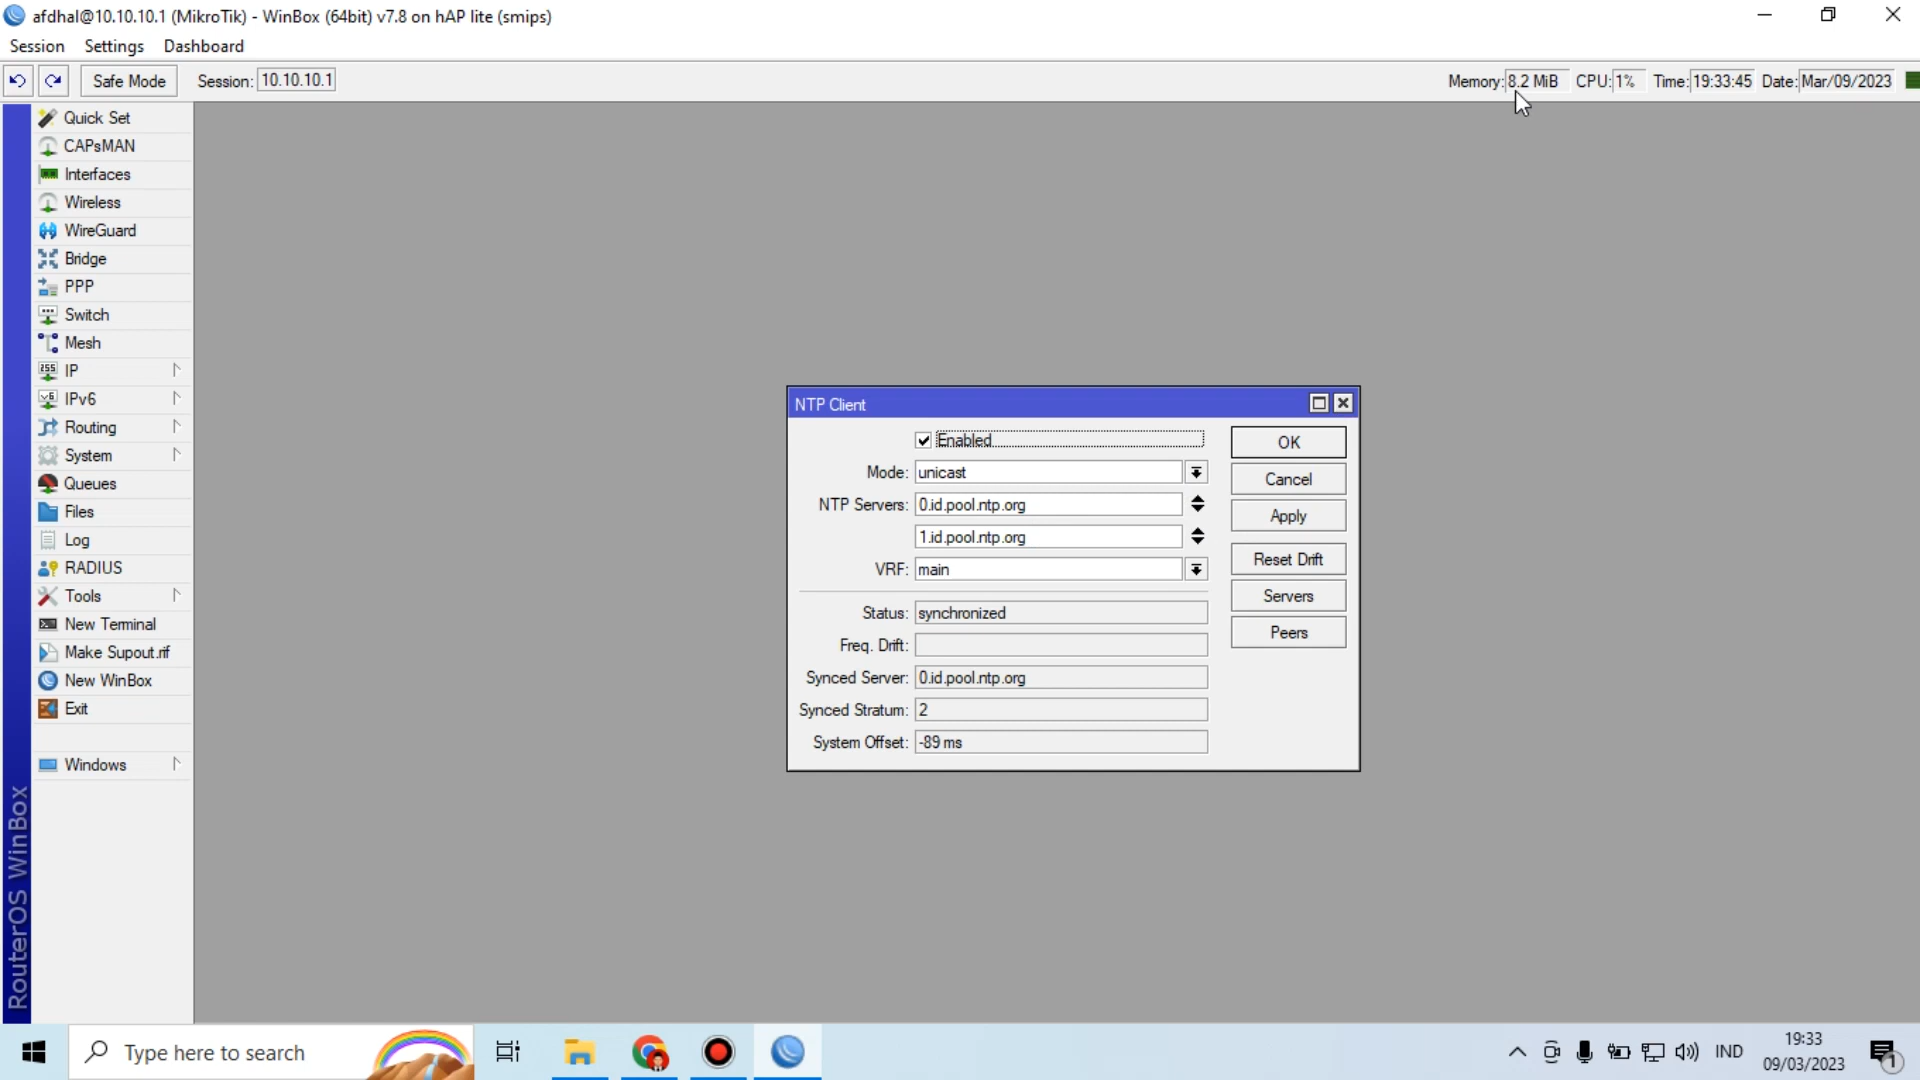 afdhal@10.10.10.1 (MikroTik) - WinBox (64bit) v7.8 on hAP lite (smips)
Session Settings Dashboard
Safe Mode Session: 10.10.10.1 Memory: 8.2 MiB CPU: 1% Time: 19:33:45 Date: Mar/09/2023
Quick Set
CAPsMAN
Interfaces
Wireless
WireGuard
Bridge
PPP
Switch
Mesh
IP
IPv6
Routing
System
Queues
Files
Log
RADIUS
Tools
New Terminal
Make Supout.rif
New WinBox
Exit
Windows
RouterOS WinBox
NTP Client
Enabled
Mode: unicast
NTP Servers: 0.id.pool.ntp.org
1.id.pool.ntp.org
VRF: main
Status: synchronized
Freq. Drift:
Synced Server: 0.id.pool.ntp.org
Synced Stratum: 2
System Offset: -89 ms
OK
Cancel
Apply
Reset Drift
Servers
Peers
Type here to search
IND
19:33
09/03/2023
1